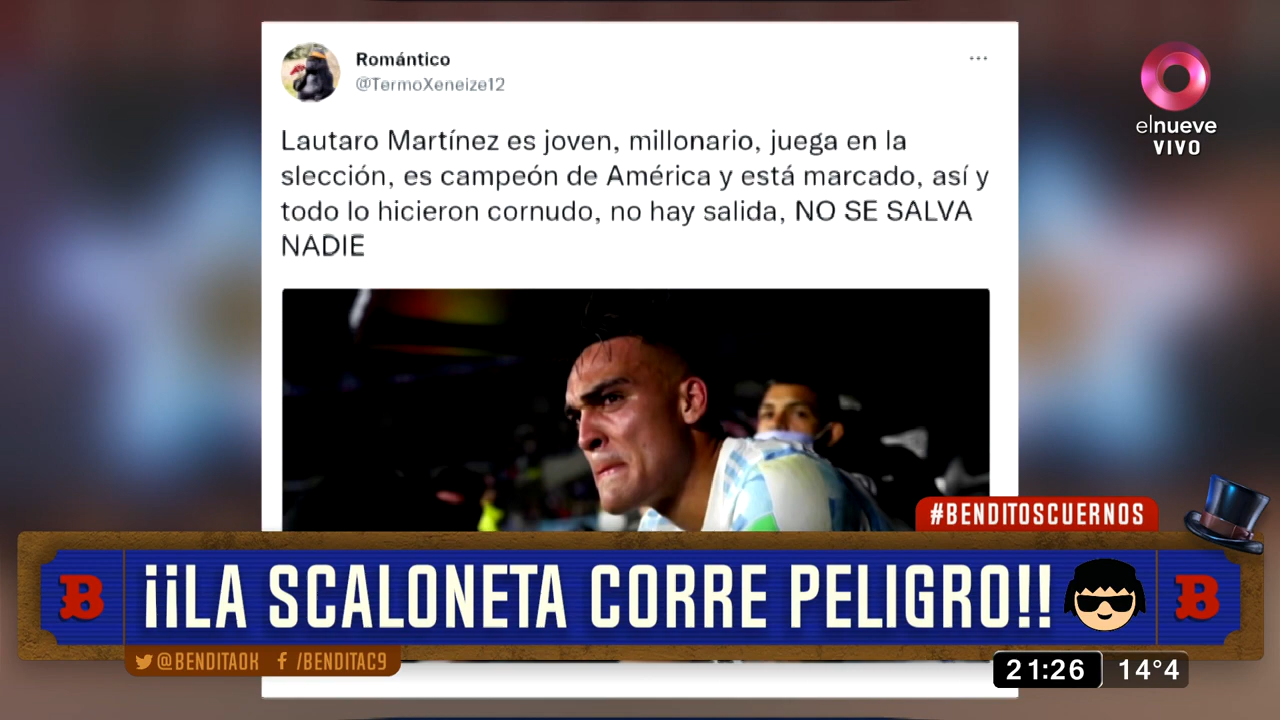 Romántico
@TermoXeneize12
Lautaro Martínez es joven, millonario, juega en la
slección, es campeón de América y está marcado, así y
todo lo hicieron cornudo, no hay salida, NO SE SALVA
NADIE
elnueve
VIVO
#BENDITOSCUERNOS
B
¡¡LA SCALONETA CORRE PELIGRO!!
B
@BENDITAOK
/BENDITAC9
21:26
14°4